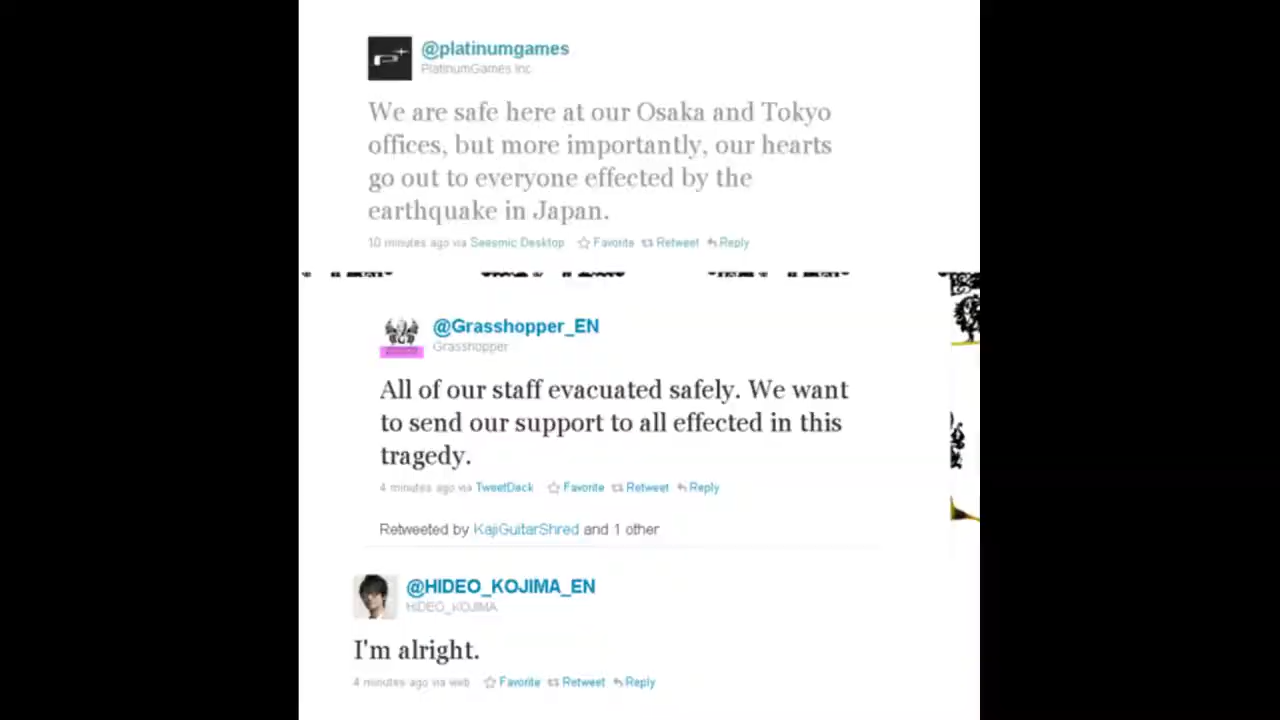 @platinumgames
PlatinumGames Inc.
We are safe here at our Osaka and Tokyo
offices, but more importantly, our hearts
go out to everyone effected by the
earthquake in Japan.
10 minutes ago via Seesmic Desktop Favorite Retweet Reply
@Grasshopper_EN
Grasshopper
All of our staff evacuated safely. We want
to send our support to all effected in this
tragedy.
4 minutes ago via TweetDeck Favorite Retweet Reply
Retweeted by KajiGuitarShred and 1 other
@HIDEO_KOJIMA_EN
HIDEO_KOJIMA
I'm alright.
4 minutes ago via web Favorite Retweet Reply